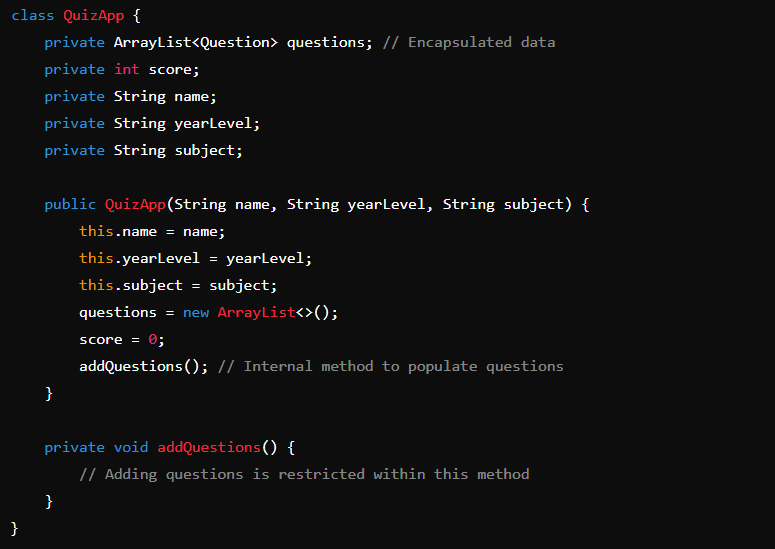 class QuizApp {
    private ArrayList<Question> questions; // Encapsulated data
    private int score;
    private String name;
    private String yearLevel;
    private String subject;

    public QuizApp(String name, String yearLevel, String subject) {
        this.name = name;
        this.yearLevel = yearLevel;
        this.subject = subject;
        questions = new ArrayList<>();
        score = 0;
        addQuestions(); // Internal method to populate questions
    }

    private void addQuestions() {
        // Adding questions is restricted within this method
    }
}